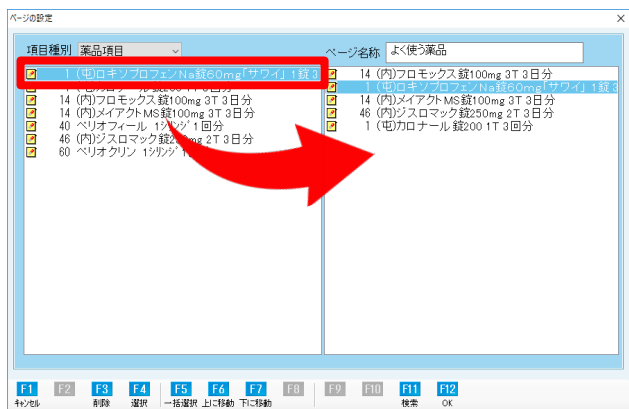 ページの設定
項目種別 薬品項目
ページ名称 よく使う薬品
1 (屯)ロキソプロフェンNa錠60mg「サワイ」 1錠 3
14 (内)フロモックス錠100mg 3T 3日分
14 (内)メイアクトMS錠100mg 3T 3日分
40 ペリオフィール 1シリンジ 1回分
46 (内)ジスロマック錠250mg 2T 3日分
60 ペリオクリン 1シリンジ
14 (内)フロモックス錠100mg 3T 3日分
1 (屯)ロキソプロフェンNa錠60mg「サワイ」 1錠 3
14 (内)メイアクトMS錠100mg 3T 3日分
46 (内)ジスロマック錠250mg 2T 3日分
1 (屯)カロナール錠200 1T 3回分
F1 F2 F3 F4 F5 F6 F7 F8 F9 F10 F11 F12
キャンセル 削除 選択 一括選択 上に移動 下に移動 検索 OK